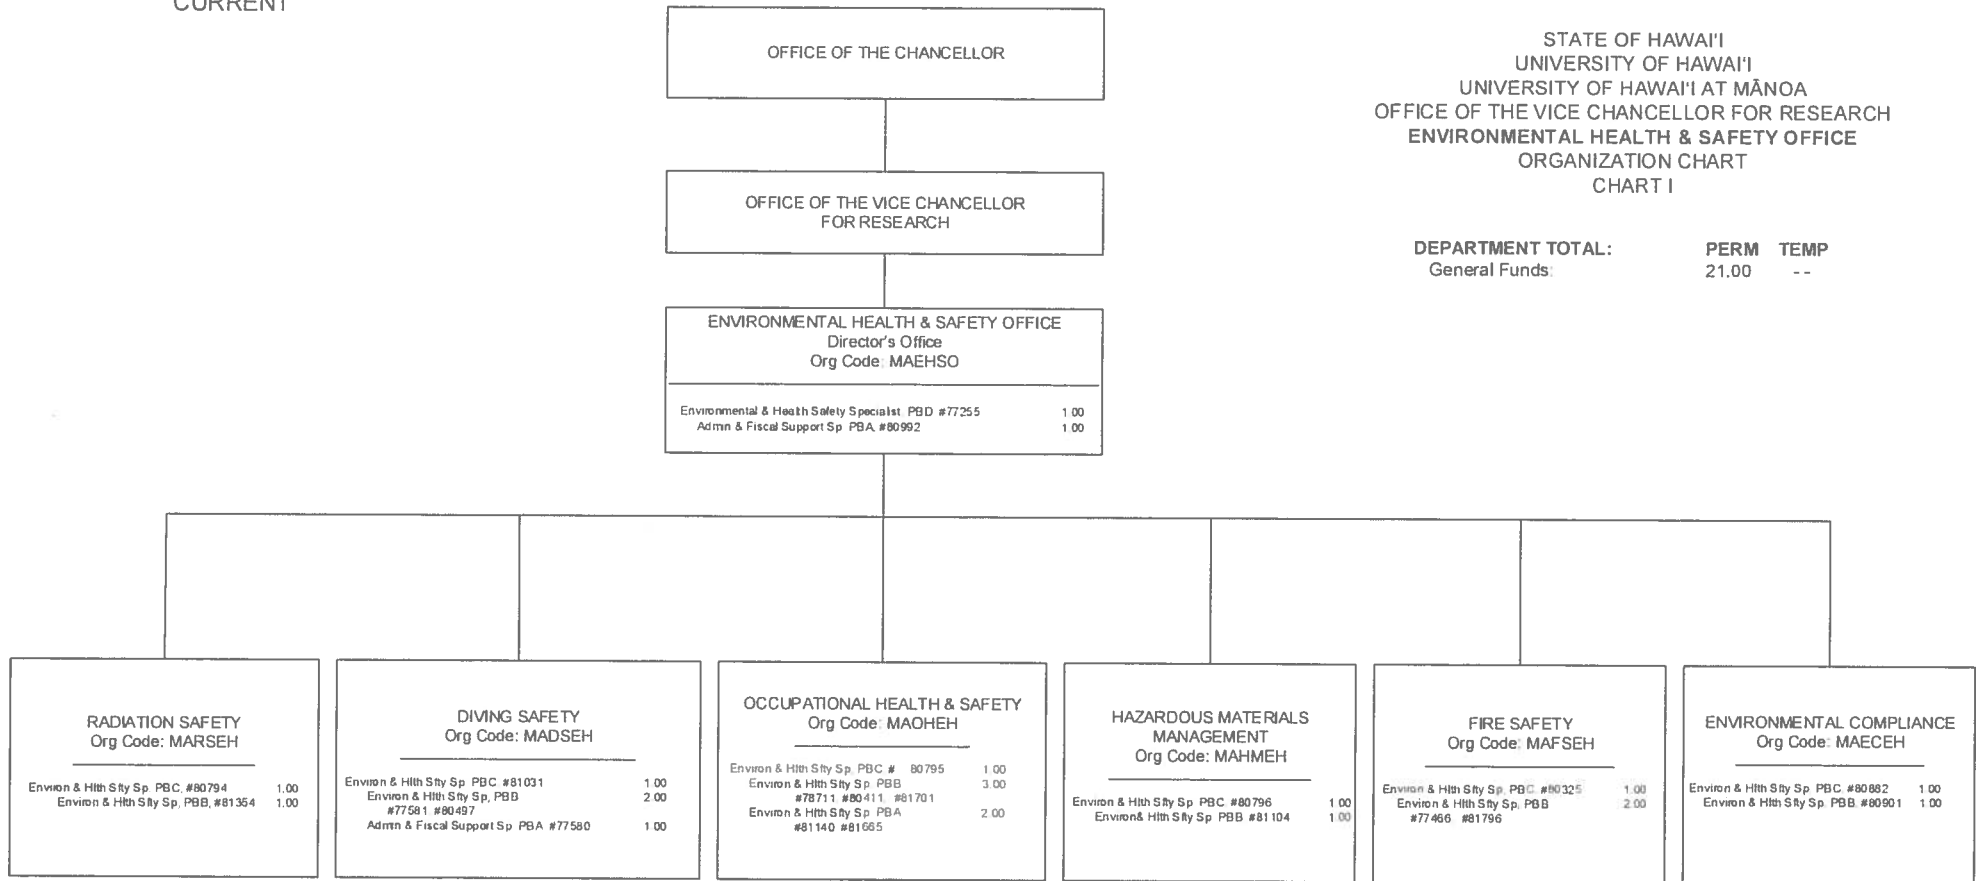 CURRENT
STATE OF HAWAI'I
UNIVERSITY OF HAWAI'I
UNIVERSITY OF HAWAI'I AT MĀNOA
OFFICE OF THE VICE CHANCELLOR FOR RESEARCH
ENVIRONMENTAL HEALTH & SAFETY OFFICE
ORGANIZATION CHART
CHART I
DEPARTMENT TOTAL: PERM TEMP
General Funds: 21.00 --
OFFICE OF THE CHANCELLOR
OFFICE OF THE VICE CHANCELLOR
FOR RESEARCH
ENVIRONMENTAL HEALTH & SAFETY OFFICE
Director's Office
Org Code: MAEHSO
Environmental & Health Safety Specialist, PBD #77255 1.00
Admin & Fiscal Support Sp PBA, #80992 1.00
RADIATION SAFETY
Org Code: MARSEH
Environ & Hlth Sfty Sp. PBC, #80794 1.00
Environ & Hlth Sfty Sp, PBB, #81354 1.00
DIVING SAFETY
Org Code: MADSEH
Environ & Hlth Sfty Sp PBC #81031 1.00
Environ & Hlth Sfty Sp, PBB 2.00
#77581 #80497
Admin & Fiscal Support Sp PBA #77580 1.00
OCCUPATIONAL HEALTH & SAFETY
Org Code: MAOHEH
Environ & Hlth Sfty Sp, PBC # 80795 1.00
Environ & Hlth Sfty Sp PBB 3.00
#78711 #80411, #81701
Environ & Hlth Sfty Sp PBA 2.00
#81140 #81665
HAZARDOUS MATERIALS
MANAGEMENT
Org Code: MAHMEH
Environ & Hlth Sfty Sp PBC #80796 1.00
Environ& Hlth Sfty Sp PBB #81104 1.00
FIRE SAFETY
Org Code: MAFSEH
Environ & Hlth Sfty Sp, PBC #80325 1.00
Environ & Hlth Sfty Sp, PBB 2.00
#77466 #81796
ENVIRONMENTAL COMPLIANCE
Org Code: MAECEH
Environ & Hlth Sfty Sp PBC #80882 1.00
Environ & Hlth Sfty Sp. PBB #80901 1.00